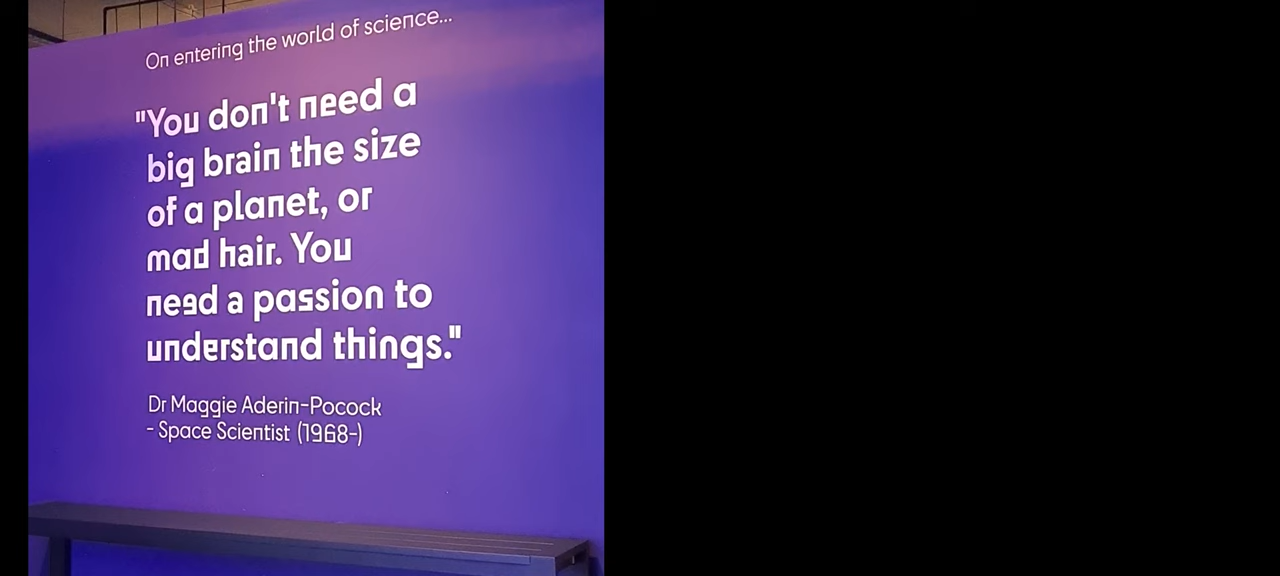 On entering the world of science...
"You don't need a
big brain the size
of a planet, or
mad hair. You
need a passion to
understand things."
Dr Maggie Aderin-Pocock
- Space Scientist (1968-)